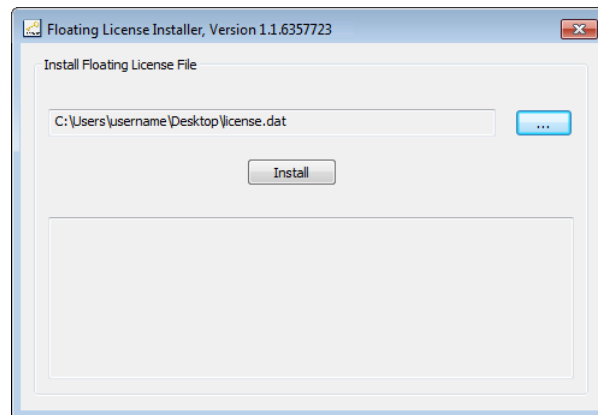 Floating License Installer, Version 1.1.6357723
Install Floating License File
C:\Users\username\Desktop\license.dat
...
Install